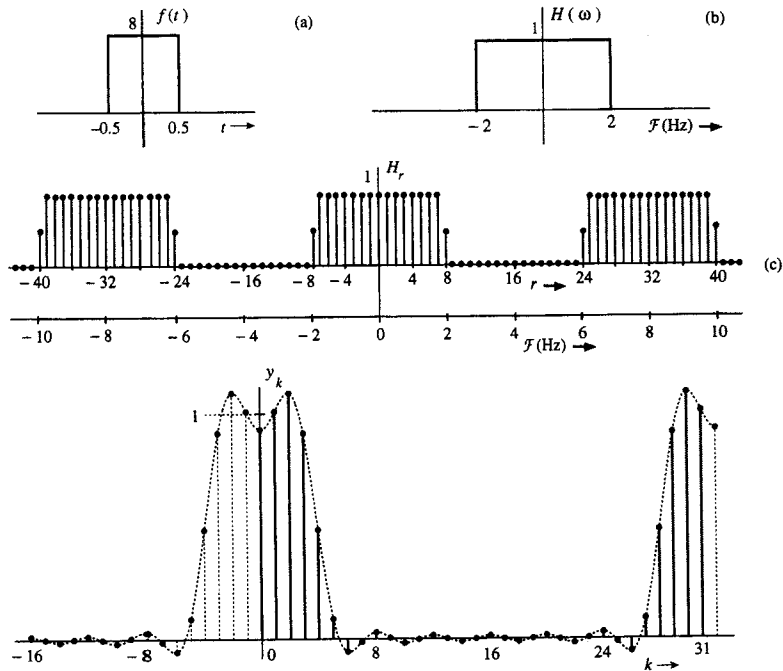 8 f(t) (a)
-0.5 0.5 t →
1 H(ω) (b)
-2 2 ℱ(Hz) →
1 H_r
-40 -32 -24 -16 -8 -4 4 8 16 24 32 40 (c)
r →
-10 -8 -6 -4 -2 0 2 4 6 8 10
ℱ(Hz) →
y_k
1
-16 -8 0 8 16 24 31
k →